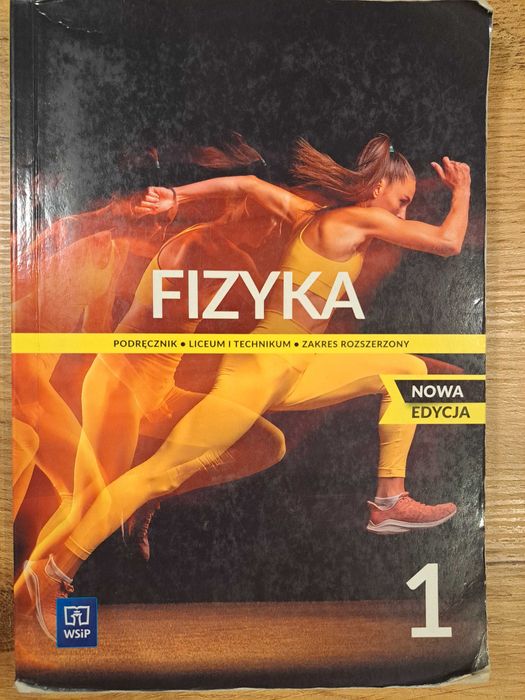 FIZYKA
PODRĘCZNIK • LICEUM I TECHNIKUM • ZAKRES ROZSZERZONY
NOWA
EDYCJA
1
WSiP